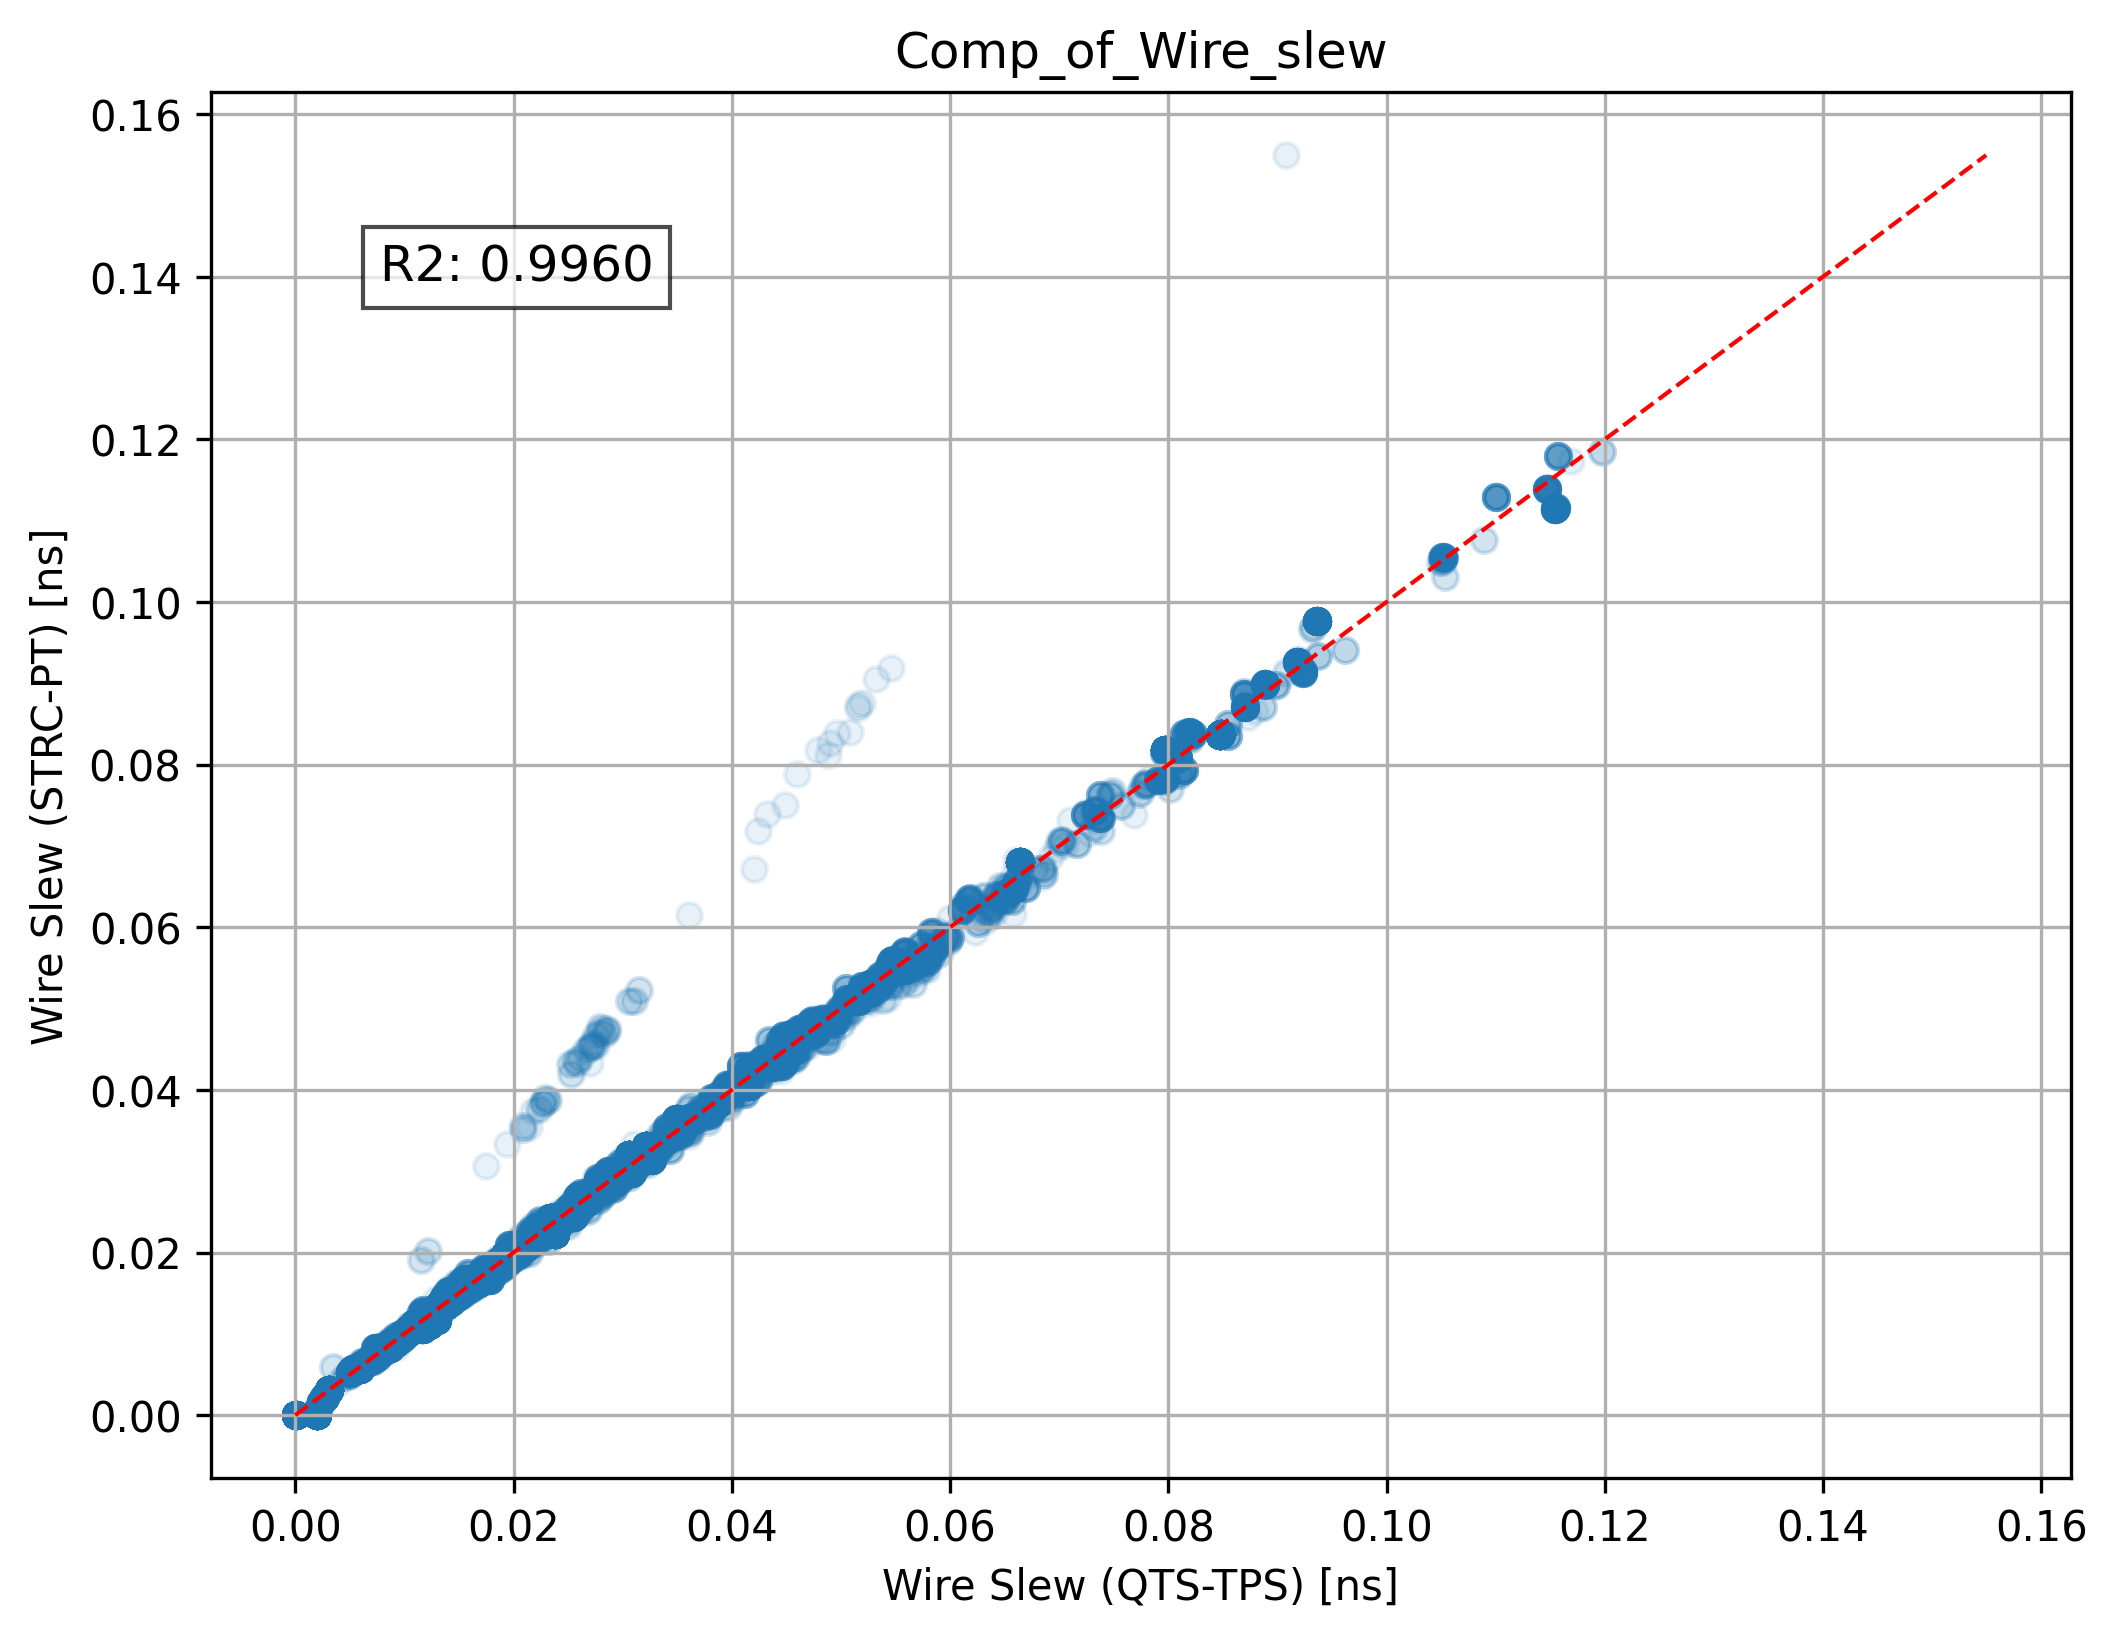 Comp_of_Wire_slew
0.16
0.14
0.12
0.10
0.08
0.06
0.04
0.02
0.00
R2: 0.9960
Wire Slew (STRC-PT) [ns]
0.00 0.02 0.04 0.06 0.08 0.10 0.12 0.14 0.16
Wire Slew (QTS-TPS) [ns]